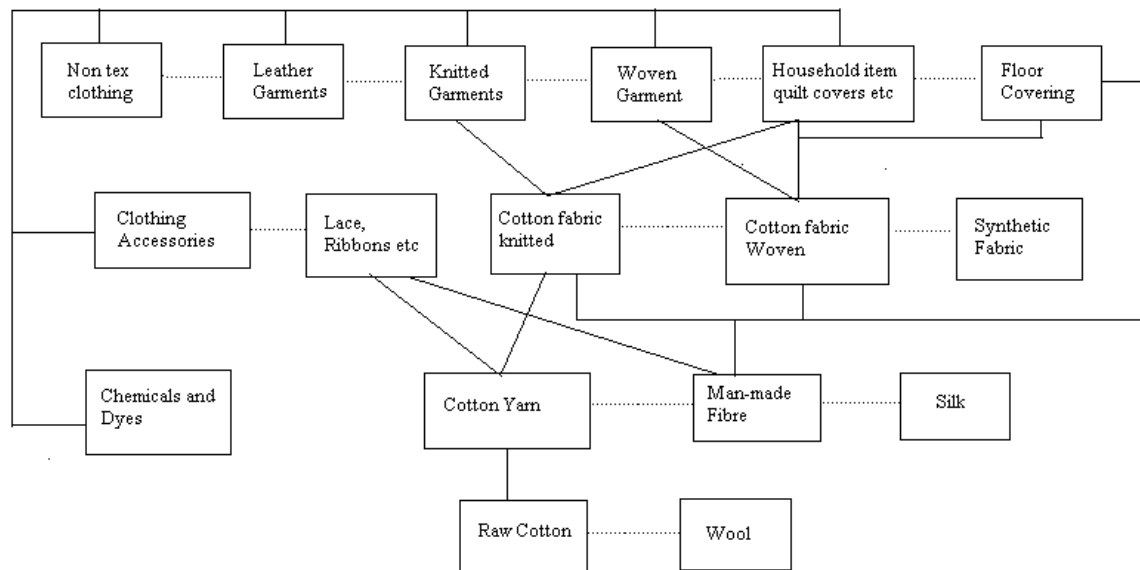 Non tex
clothing
Leather
Garments
Knitted
Garments
Woven
Garment
Household item
quilt covers etc
Floor
Covering
Clothing
Accessories
Lace,
Ribbons etc
Cotton fabric
knitted
Cotton fabric
Woven
Synthetic
Fabric
Chemicals and
Dyes
Cotton Yarn
Man-made
Fibre
Silk
Raw Cotton
Wool